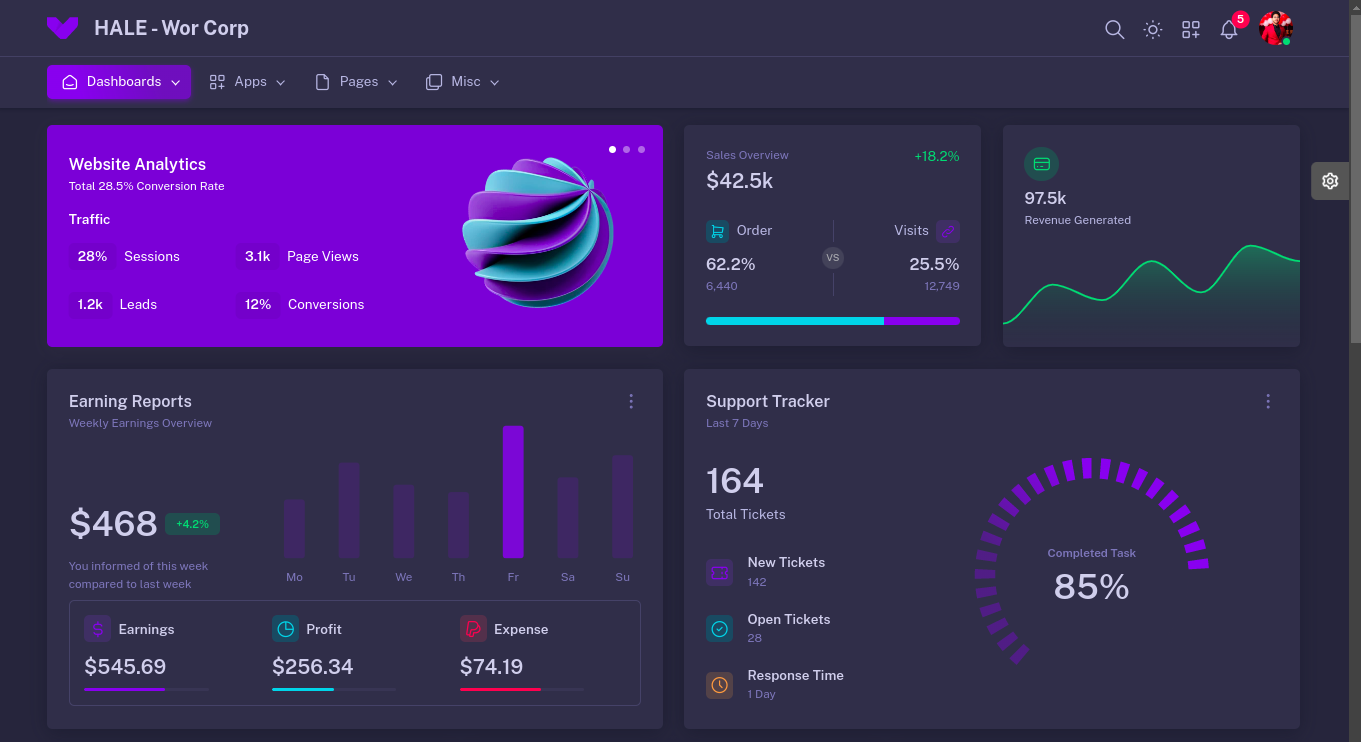 HALE - Wor Corp
5
Dashboards
Apps
Pages
Misc
Website Analytics
Total 28.5% Conversion Rate
Traffic
28% Sessions
3.1k Page Views
1.2k Leads
12% Conversions
Sales Overview
+18.2%
$42.5k
Order
Visits
62.2%
VS
25.5%
6,440
12,749
97.5k
Revenue Generated
Earning Reports
Weekly Earnings Overview
$468 +4.2%
You informed of this week
compared to last week
Mo Tu We Th Fr Sa Su
Earnings
$545.69
Profit
$256.34
Expense
$74.19
Support Tracker
Last 7 Days
164
Total Tickets
New Tickets
142
Open Tickets
28
Response Time
1 Day
Completed Task
85%